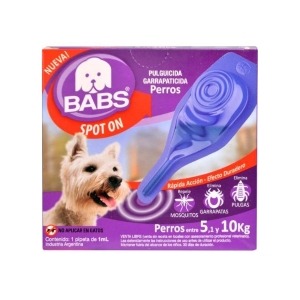 NUEVA!
BABS
SPOT ON
PULGUICIDA
GARRAPATICIDA
Perros
Rápida Acción - Efecto Duradero
Repele
MOSQUITOS
Elimina
GARRAPATAS
Elimina
PULGAS
NO APLICAR EN GATOS
Contenido: 1 pipeta de 1mL
Industria Argentina
Perros entre 5,1 y 10Kg